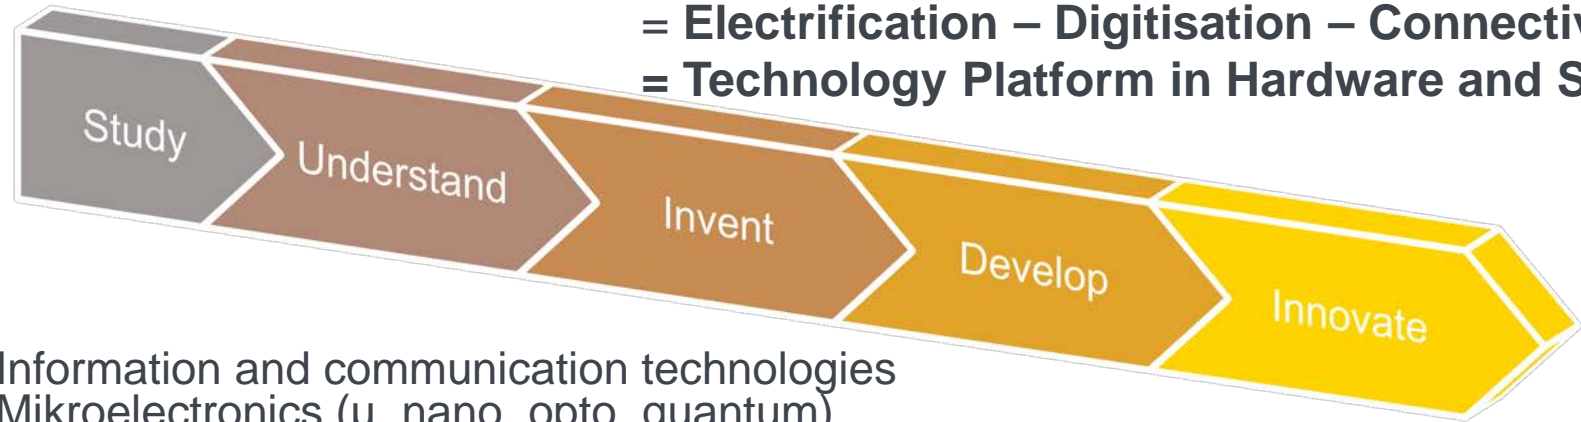 = Electrification – Digitisation – Connectiv
= Technology Platform in Hardware and S
Study
Understand
Invent
Develop
Innovate
Information and communication technologies
Mikroelectronics (µ, nano, opto, quantum)